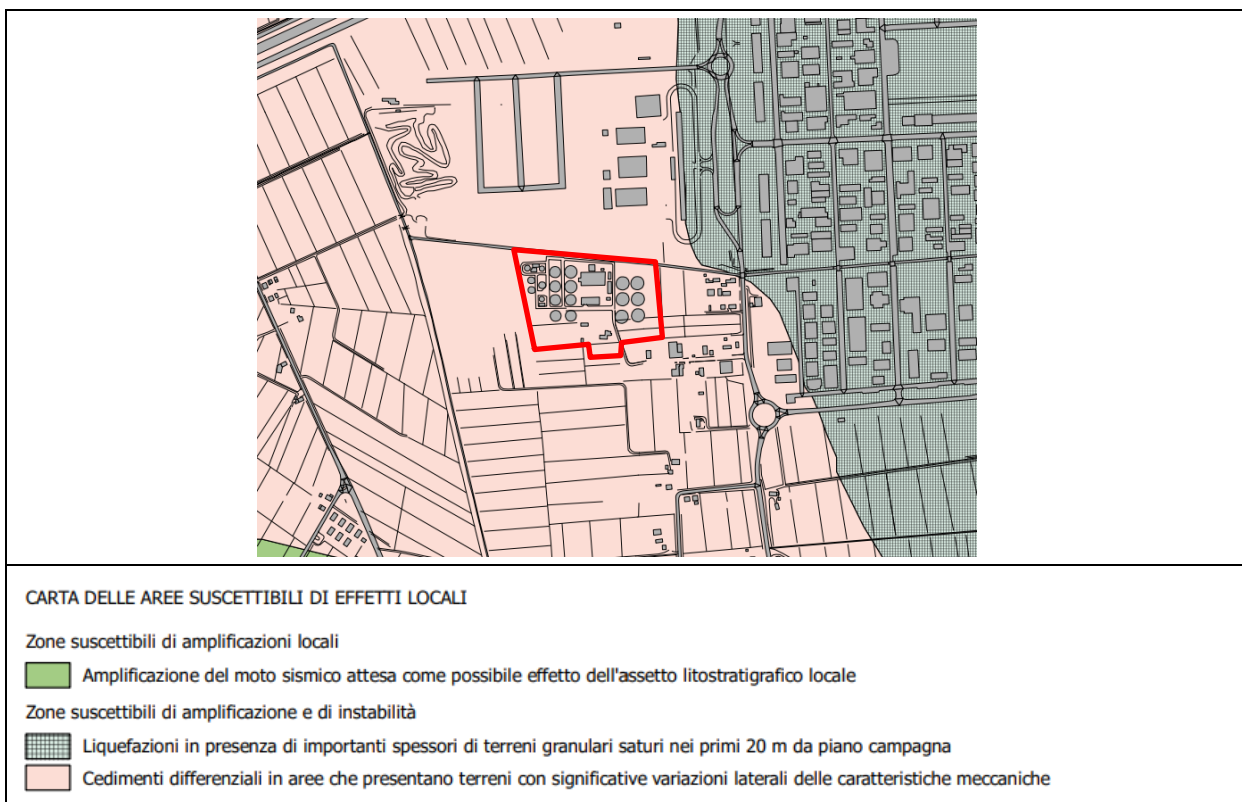 CARTA DELLE AREE SUSCETTIBILI DI EFFETTI LOCALI
Zone suscettibili di amplificazioni locali
Amplificazione del moto sismico attesa come possibile effetto dell'assetto litostratigrafico locale
Zone suscettibili di amplificazione e di instabilità
Liquefazioni in presenza di importanti spessori di terreni granulari saturi nei primi 20 m da piano campagna
Cedimenti differenziali in aree che presentano terreni con significative variazioni laterali delle caratteristiche meccaniche